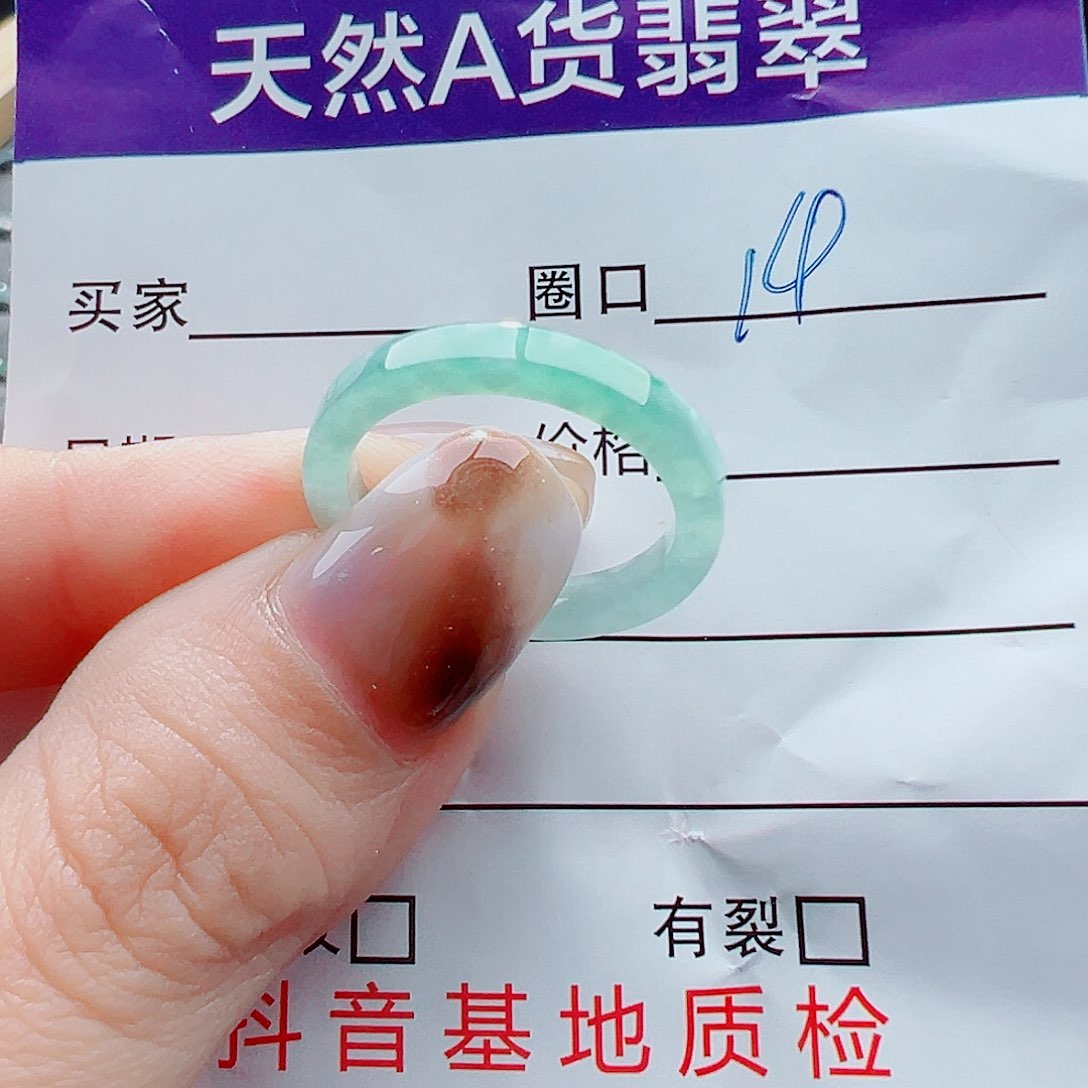 天然A货翡翠
买家 圈口 14
价格
有裂
抖音基地质检